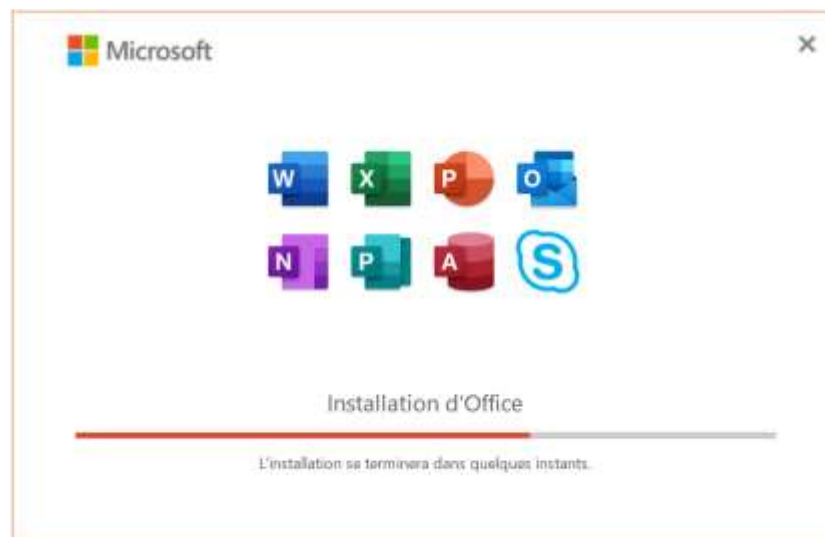 Microsoft
W X P O
N P A S
Installation d'Office
L'installation se terminera dans quelques instants.